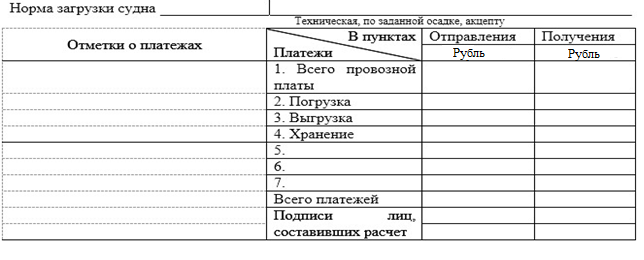 Норма загрузки судна
Техническая, по заданной осадке, акцепту
Отметки о платежах
В пунктах
Платежи
Отправления
Получения
Рубль
Рубль
1. Всего провозной
платы
2. Погрузка
3. Выгрузка
4. Хранение
5.
6.
7.
Всего платежей
Подписи лиц,
составивших расчет